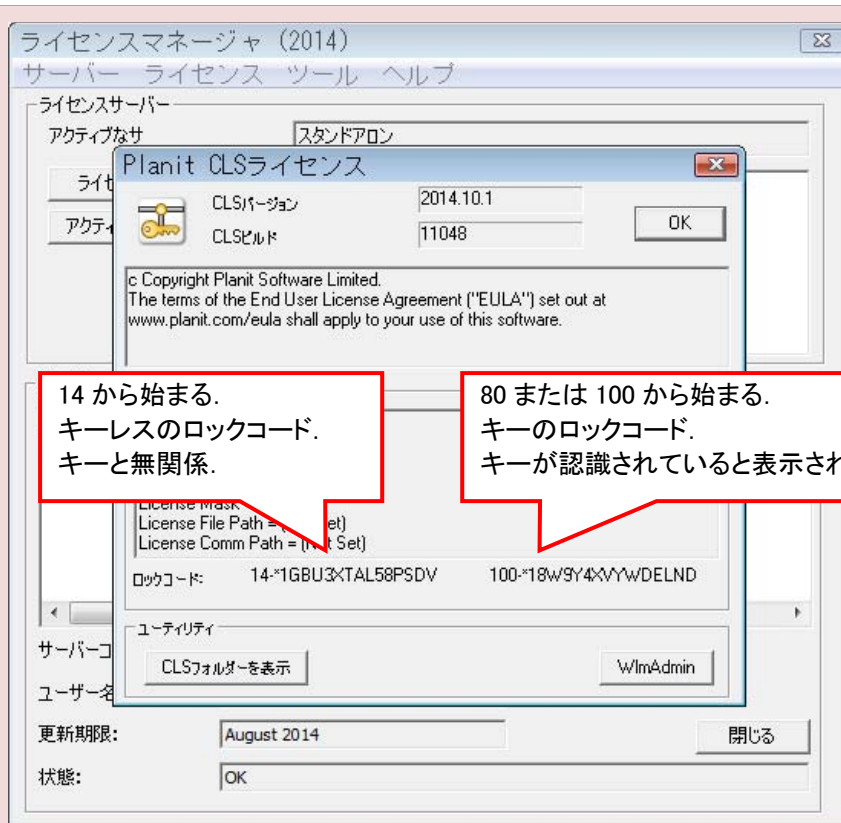 ライセンスマネージャ (2014)
サーバー ライセンス ツール ヘルプ
ライセンスサーバー
アクティブなサ
スタンドアロン
Planit CLSライセンス
ライセ
CLSバージョン
2014.10.1
OK
アクティ
CLSビルド
11048
c Copyright Planit Software Limited.
The terms of the End User License Agreement ("EULA") set out at
www.planit.com/eula shall apply to your use of this software.
14 から始まる.
キーレスのロックコード.
キーと無関係.
80 または 100 から始まる.
キーのロックコード.
キーが認識されていると表示され
License Mask
License File Path = (
et)
License Comm Path = (N
t Set)
ロックコード:
14-*1GBU3XTAL58PSDV
100-*18W9Y4XVYWDELND
ユーティリティ
サーバーコ
CLSフォルダーを表示
WlmAdmin
ユーザー名
更新期限:
August 2014
閉じる
状態:
OK